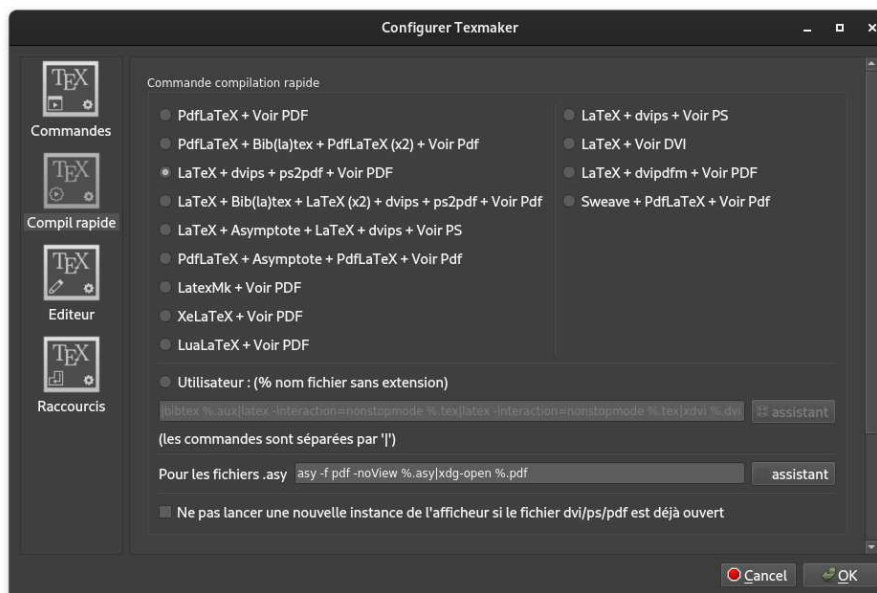 Configurer Texmaker
TEX
Commandes
TEX
Compil rapide
TEX
Editeur
TEX
Raccourcis
Commande compilation rapide
PdfLaTeX + Voir PDF
PdfLaTeX + Bib(la)tex + PdfLaTeX (x2) + Voir Pdf
LaTeX + dvips + ps2pdf + Voir PDF
LaTeX + Bib(la)tex + LaTeX (x2) + dvips + ps2pdf + Voir Pdf
LaTeX + Asymptote + LaTeX + dvips + Voir PS
PdfLaTeX + Asymptote + PdfLaTeX + Voir Pdf
LatexMk + Voir PDF
XeLaTeX + Voir PDF
LuaLaTeX + Voir PDF
LaTeX + dvips + Voir PS
LaTeX + Voir DVI
LaTeX + dvipdfm + Voir PDF
Sweave + PdfLaTeX + Voir Pdf
Utilisateur : (% nom fichier sans extension)
|bibtex %.aux|latex -interaction=nonstopmode %.tex|latex -interaction=nonstopmode %.tex|xdvi %.dvi
assistant
(les commandes sont séparées par '|')
Pour les fichiers .asy
asy -f pdf -noView %.asy|xdg-open %.pdf
assistant
Ne pas lancer une nouvelle instance de l'afficheur si le fichier dvi/ps/pdf est déjà ouvert
Cancel
OK